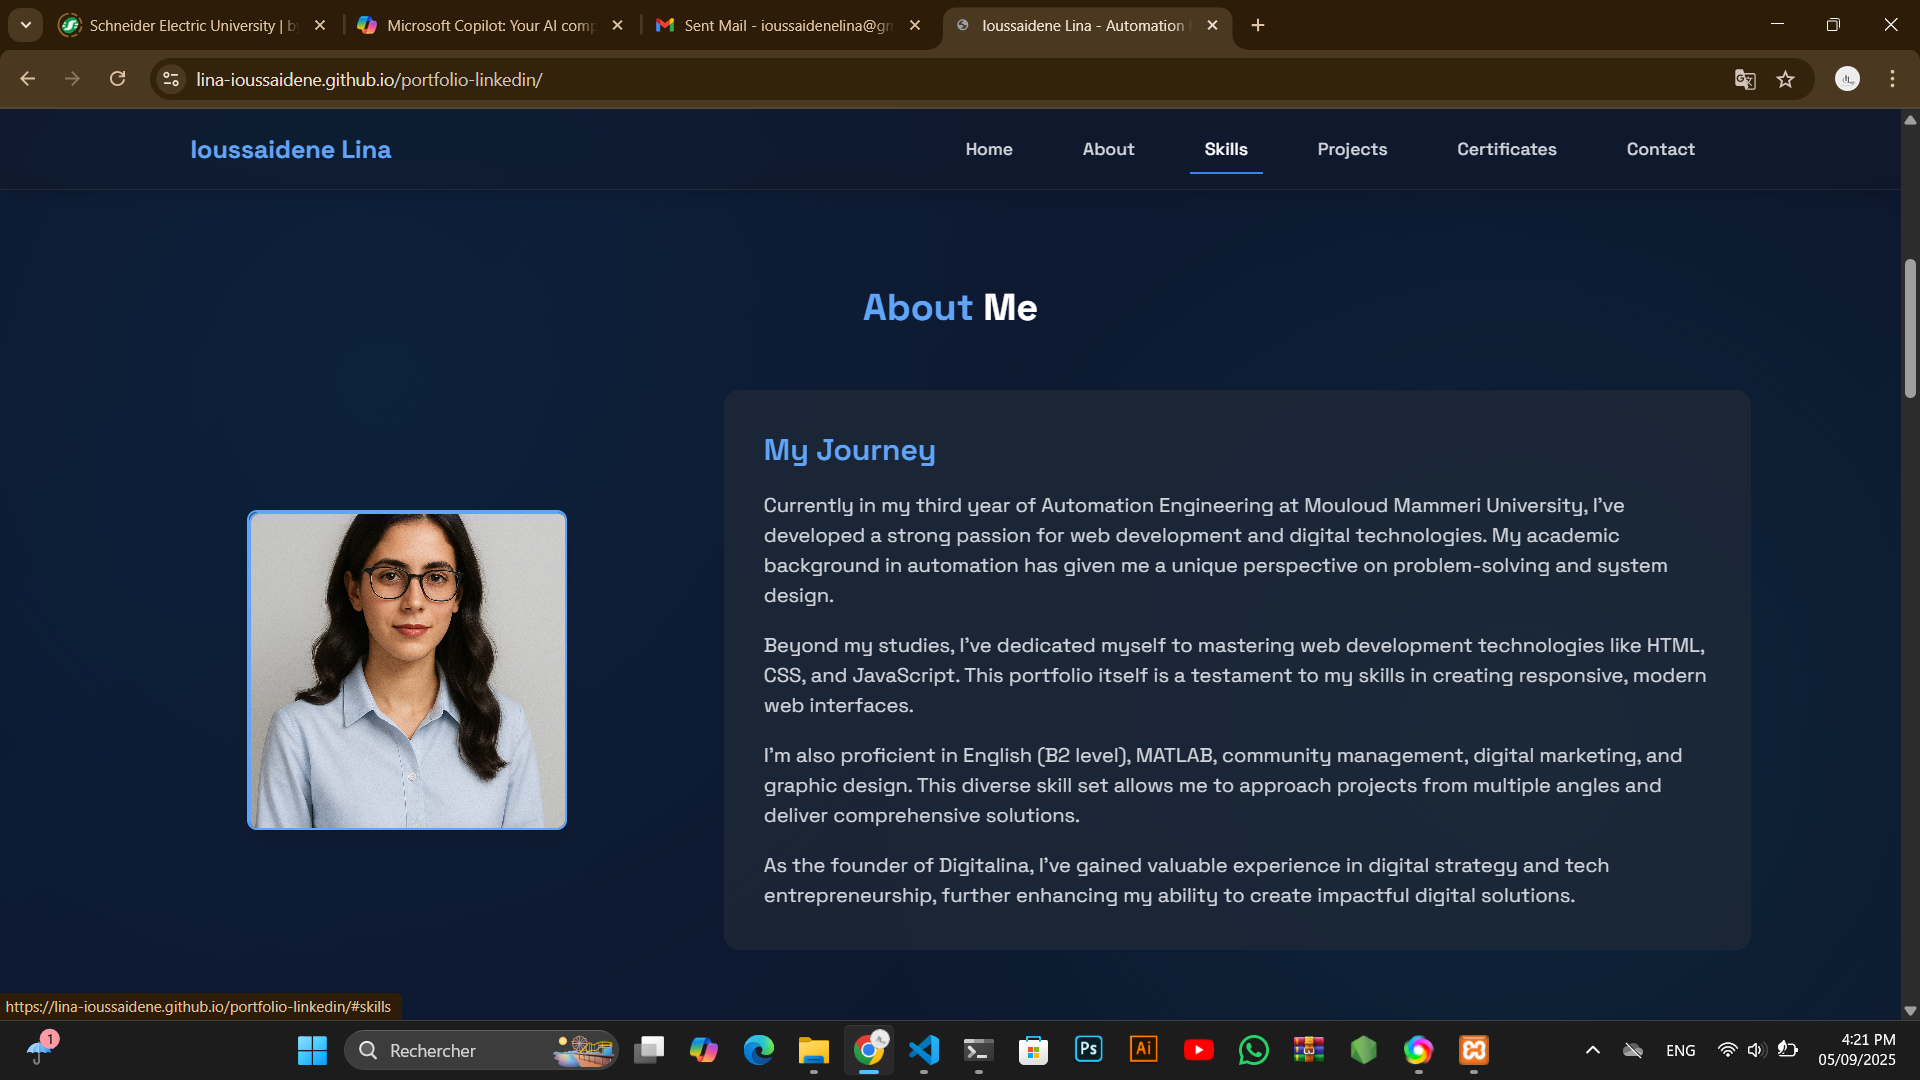 Schneider Electric University | by
Microsoft Copilot: Your AI comp
Sent Mail - ioussaidenelina@gm
Ioussaidene Lina - Automation
lina-ioussaidene.github.io/portfolio-linkedin/
Ioussaidene Lina
Home
About
Skills
Projects
Certificates
Contact
About Me
My Journey
Currently in my third year of Automation Engineering at Mouloud Mammeri University, I've
developed a strong passion for web development and digital technologies. My academic
background in automation has given me a unique perspective on problem-solving and system
design.
Beyond my studies, I've dedicated myself to mastering web development technologies like HTML,
CSS, and JavaScript. This portfolio itself is a testament to my skills in creating responsive, modern
web interfaces.
I'm also proficient in English (B2 level), MATLAB, community management, digital marketing, and
graphic design. This diverse skill set allows me to approach projects from multiple angles and
deliver comprehensive solutions.
As the founder of Digitalina, I've gained valuable experience in digital strategy and tech
entrepreneurship, further enhancing my ability to create impactful digital solutions.
https://lina-ioussaidene.github.io/portfolio-linkedin/#skills
1
Rechercher
Ps
Ai
ENG
4:21 PM
05/09/2025